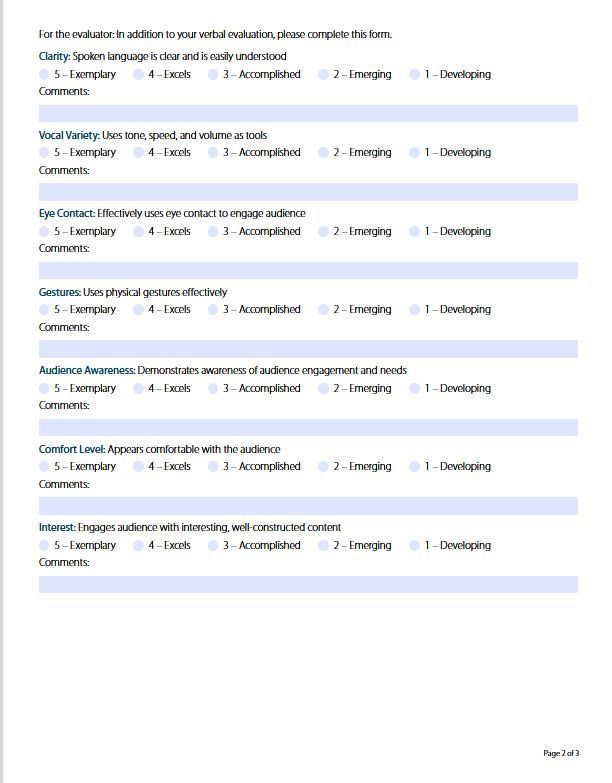 For the evaluator: In addition to your verbal evaluation, please complete this form.
Clarity: Spoken language is clear and is easily understood
5 – Exemplary 4 – Excels 3 – Accomplished 2 – Emerging 1 – Developing
Comments:
Vocal Variety: Uses tone, speed, and volume as tools
5 – Exemplary 4 – Excels 3 – Accomplished 2 – Emerging 1 – Developing
Comments:
Eye Contact: Effectively uses eye contact to engage audience
5 – Exemplary 4 – Excels 3 – Accomplished 2 – Emerging 1 – Developing
Comments:
Gestures: Uses physical gestures effectively
5 – Exemplary 4 – Excels 3 – Accomplished 2 – Emerging 1 – Developing
Comments:
Audience Awareness: Demonstrates awareness of audience engagement and needs
5 – Exemplary 4 – Excels 3 – Accomplished 2 – Emerging 1 – Developing
Comments:
Comfort Level: Appears comfortable with the audience
5 – Exemplary 4 – Excels 3 – Accomplished 2 – Emerging 1 – Developing
Comments:
Interest: Engages audience with interesting, well-constructed content
5 – Exemplary 4 – Excels 3 – Accomplished 2 – Emerging 1 – Developing
Comments:
Page 2 of 3